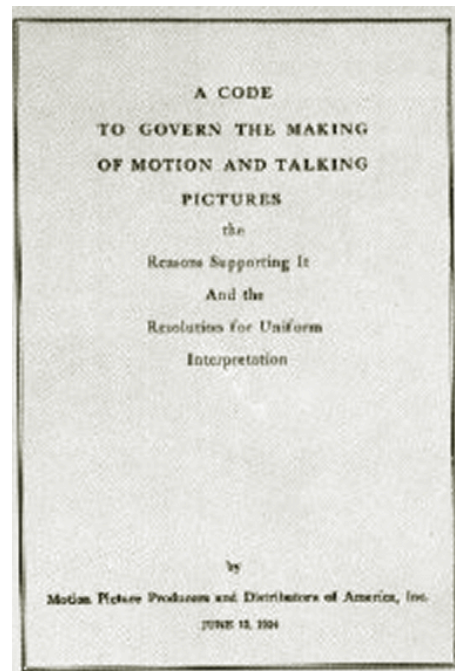 A CODE
TO GOVERN THE MAKING
OF MOTION AND TALKING
PICTURES
the
Reasons Supporting It
And the
Resolution for Uniform
Interpretation
by
Motion Picture Producers and Distributors of America, Inc.
JUNE 13, 1934